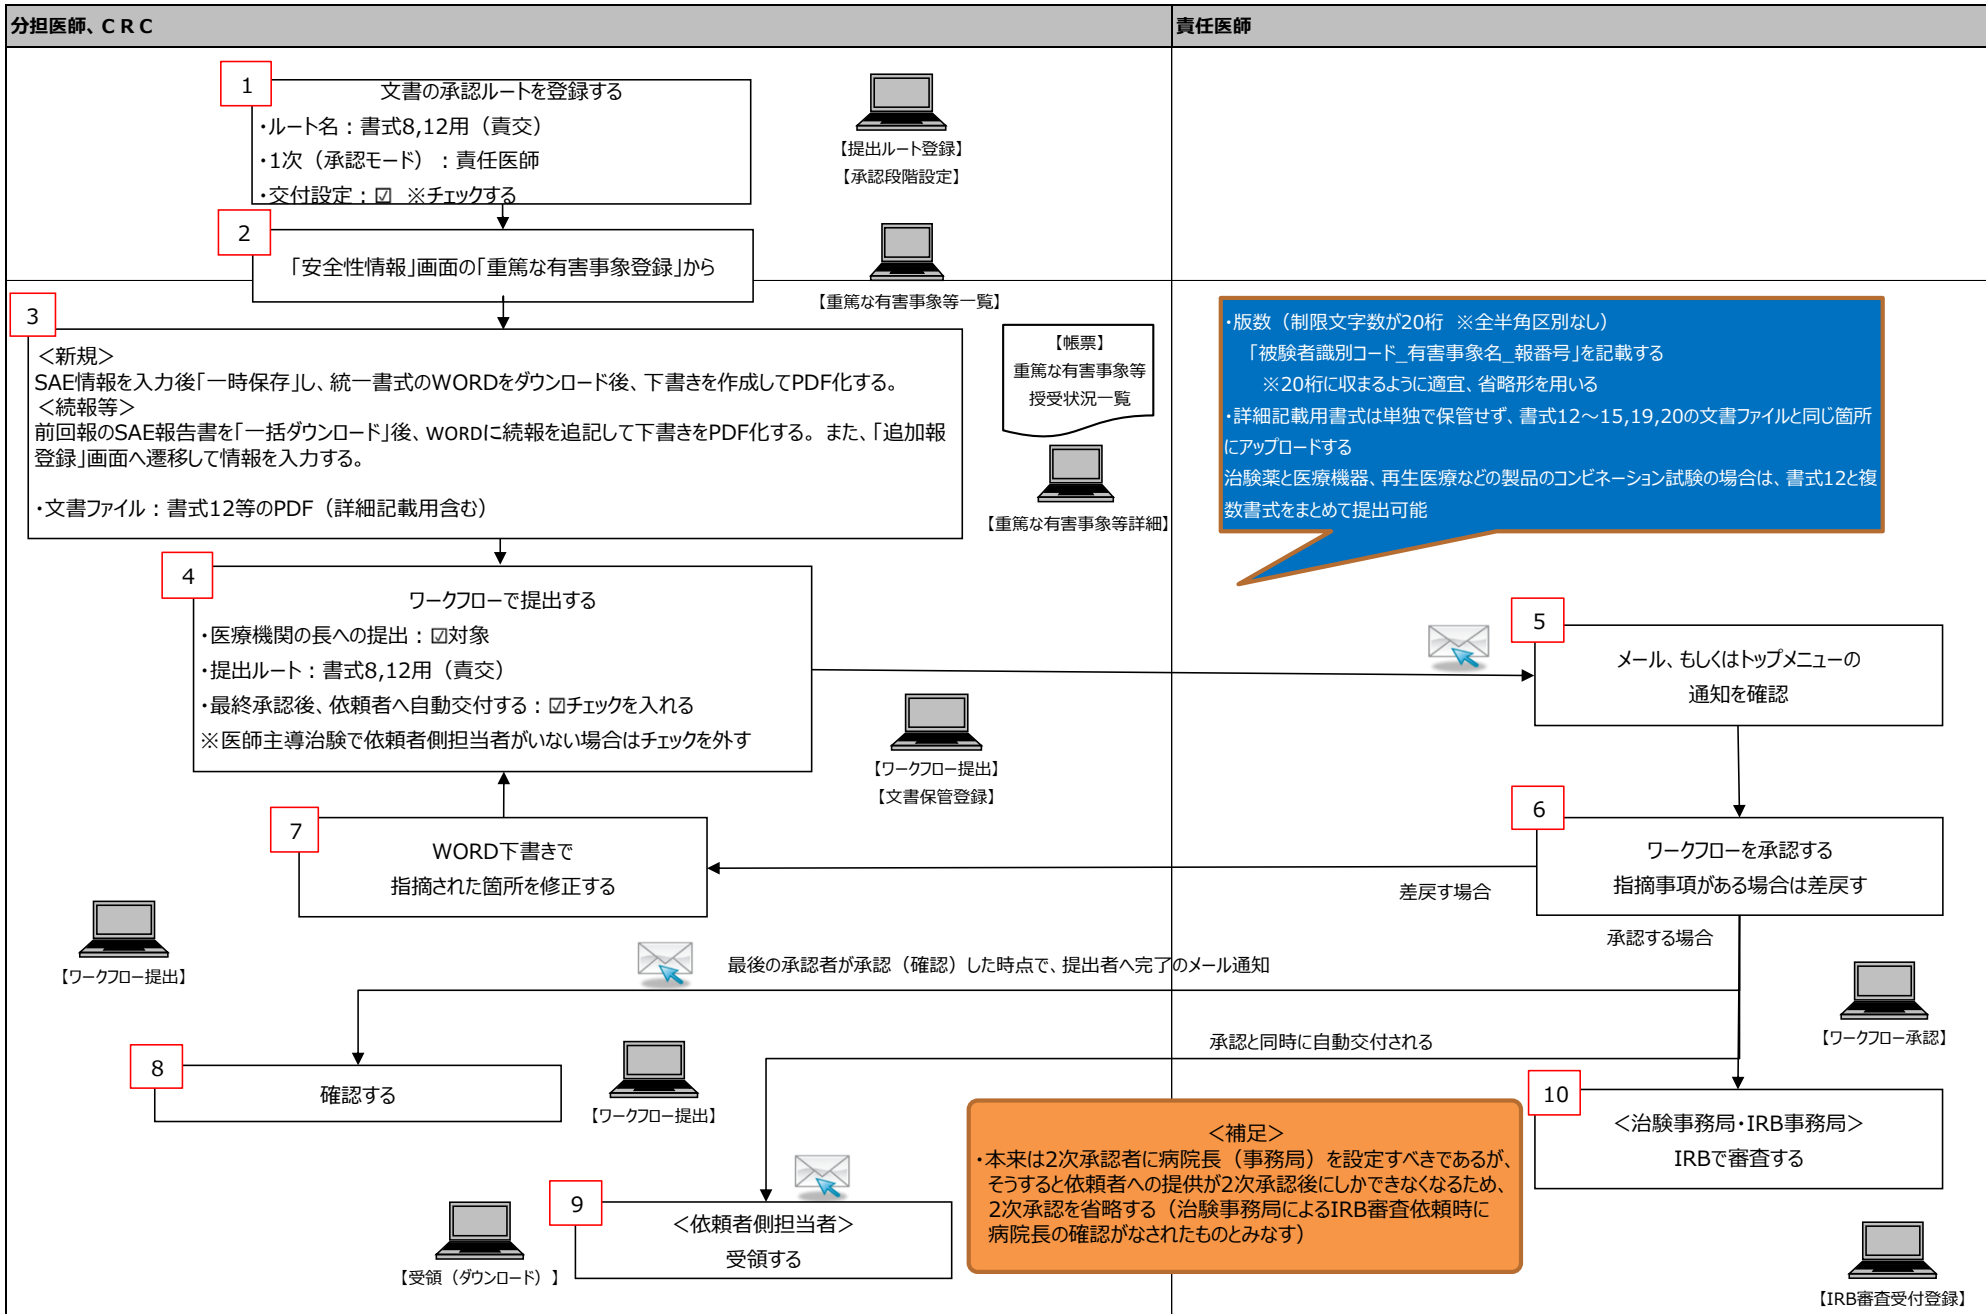 分担医師、ＣＲＣ
責任医師
1
文書の承認ルートを登録する
・ルート名：書式8,12用（責交）
・1次（承認モード）：責任医師
・交付設定：☑ ※チェックする
【提出ルート登録】
【承認段階設定】
2
「安全性情報」画面の「重篤な有害事象登録」から
【重篤な有害事象等一覧】
3
＜新規＞
SAE情報を入力後「一時保存」し、統一書式のWORDをダウンロード後、下書きを作成してPDF化する。
＜続報等＞
前回報のSAE報告書を「一括ダウンロード」後、WORDに続報を追記して下書きをPDF化する。また、「追加報
登録」画面へ遷移して情報を入力する。
・文書ファイル：書式12等のPDF（詳細記載用含む）
【帳票】
重篤な有害事象等
授受状況一覧
【重篤な有害事象等詳細】
・版数（制限文字数が20桁 ※全半角区別なし）
「被験者識別コード_有害事象名_報番号」を記載する
※20桁に収まるように適宜、省略形を用いる
・詳細記載用書式は単独で保管せず、書式12～15,19,20の文書ファイルと同じ箇所
にアップロードする
治験薬と医療機器、再生医療などの製品のコンビネーション試験の場合は、書式12と複
数書式をまとめて提出可能
4
ワークフローで提出する
・医療機関の長への提出：☑対象
・提出ルート：書式8,12用（責交）
・最終承認後、依頼者へ自動交付する：☑チェックを入れる
※医師主導治験で依頼者側担当者がいない場合はチェックを外す
【ワークフロー提出】
【文書保管登録】
5
メール、もしくはトップメニューの
通知を確認
6
ワークフローを承認する
指摘事項がある場合は差戻す
7
WORD下書きで
指摘された箇所を修正する
差戻す場合
承認する場合
【ワークフロー提出】
最後の承認者が承認（確認）した時点で、提出者へ完了のメール通知
【ワークフロー承認】
承認と同時に自動交付される
8
確認する
【ワークフロー提出】
10
＜治験事務局・IRB事務局＞
IRBで審査する
＜補足＞
・本来は2次承認者に病院長（事務局）を設定すべきであるが、
そうすると依頼者への提供が2次承認後にしかできなくなるため、
2次承認を省略する（治験事務局によるIRB審査依頼時に
病院長の確認がなされたものとみなす）
9
＜依頼者側担当者＞
受領する
【受領（ダウンロード）】
【IRB審査受付登録】